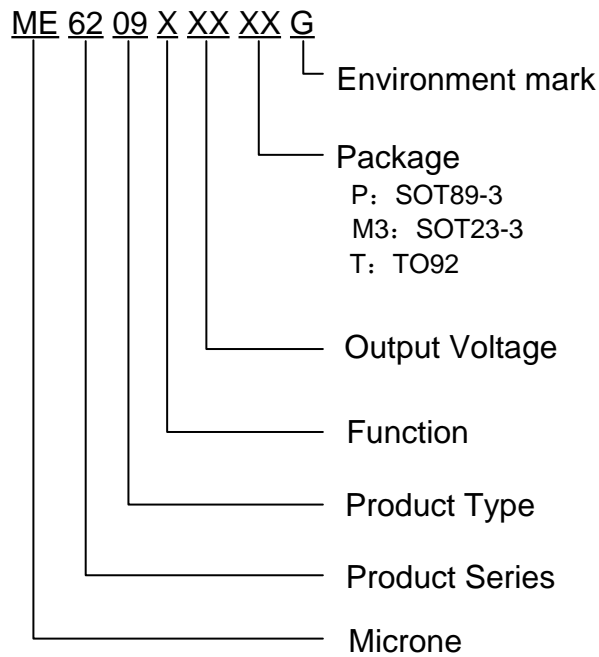 ME 62 09 X XX XX G
Environment mark
Package
P：SOT89-3
M3：SOT23-3
T：TO92
Output Voltage
Function
Product Type
Product Series
Microne